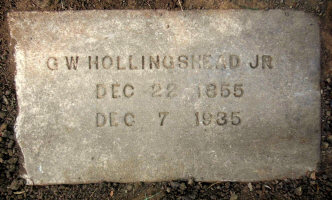 G W HOLLINGSHEAD JR
DEC 22 1855
DEC 7 1935